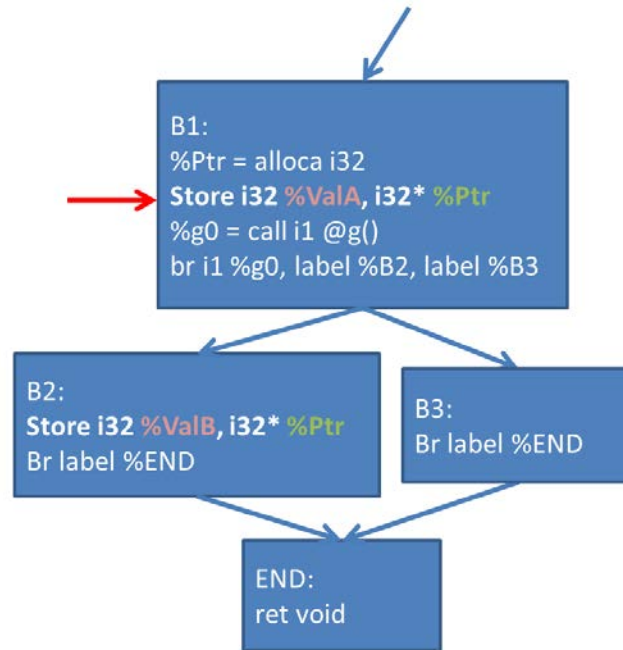 B1:
%Ptr = alloca i32
Store i32 %ValA, i32* %Ptr
%g0 = call i1 @g()
br i1 %g0, label %B2, label %B3
B2:
Store i32 %ValB, i32* %Ptr
Br label %END
B3:
Br label %END
END:
ret void